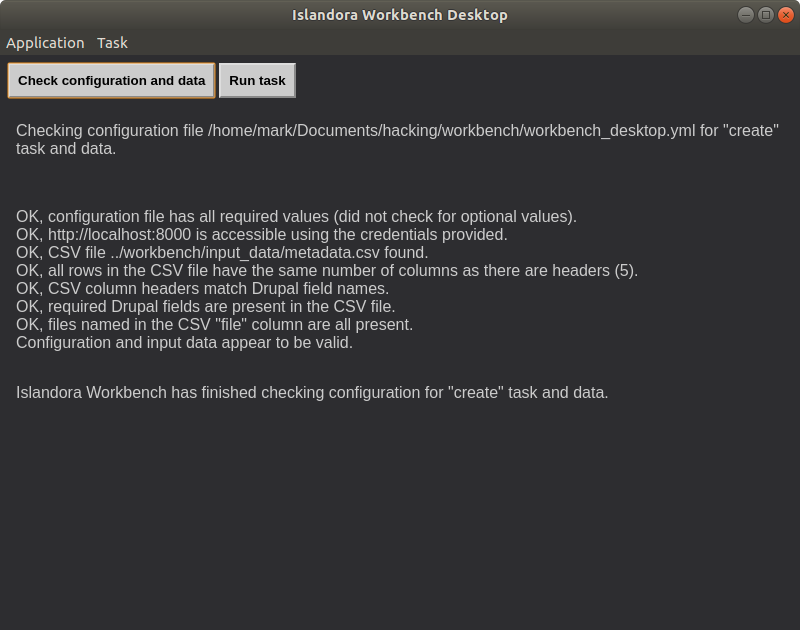 Islandora Workbench Desktop
Application Task
Check configuration and data Run task
Checking configuration file /home/mark/Documents/hacking/workbench/workbench_desktop.yml for "create"
task and data.
OK, configuration file has all required values (did not check for optional values).
OK, http://localhost:8000 is accessible using the credentials provided.
OK, CSV file ../workbench/input_data/metadata.csv found.
OK, all rows in the CSV file have the same number of columns as there are headers (5).
OK, CSV column headers match Drupal field names.
OK, required Drupal fields are present in the CSV file.
OK, files named in the CSV "file" column are all present.
Configuration and input data appear to be valid.
Islandora Workbench has finished checking configuration for "create" task and data.